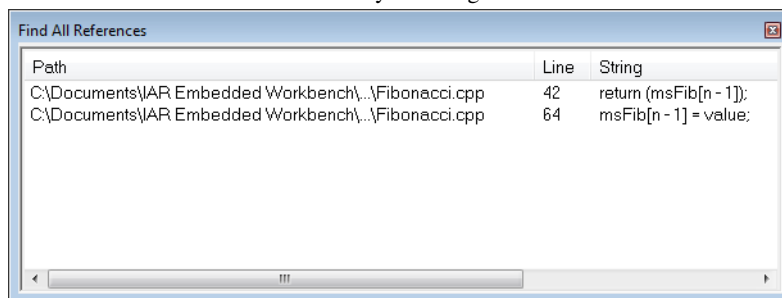 Find All References
Path Line String
C:\Documents\IAR Embedded Workbench\...\Fibonacci.cpp 42 return (msFib[n - 1]);
C:\Documents\IAR Embedded Workbench\...\Fibonacci.cpp 64 msFib[n - 1] = value;